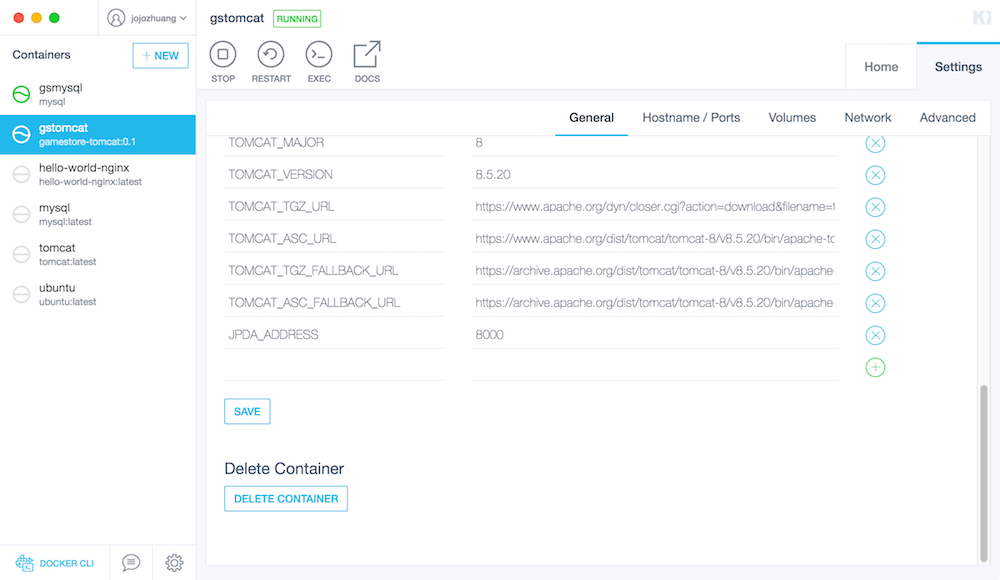 jojozhuang
gstomcat RUNNING
Containers
+ NEW
STOP RESTART EXEC DOCS
Home Settings
gsmysql
mysql
gstomcat
gamestore-tomcat:0.1
hello-world-nginx
hello-world-nginx:latest
mysql
mysql:latest
tomcat
tomcat:latest
ubuntu
ubuntu:latest
General Hostname / Ports Volumes Network Advanced
TOMCAT_MAJOR 8
TOMCAT_VERSION 8.5.20
TOMCAT_TGZ_URL https://www.apache.org/dyn/closer.cgi?action=download&filename=t
TOMCAT_ASC_URL https://www.apache.org/dist/tomcat/tomcat-8/v8.5.20/bin/apache-tc
TOMCAT_TGZ_FALLBACK_URL https://archive.apache.org/dist/tomcat/tomcat-8/v8.5.20/bin/apache-
TOMCAT_ASC_FALLBACK_URL https://archive.apache.org/dist/tomcat/tomcat-8/v8.5.20/bin/apache-
JPDA_ADDRESS 8000
SAVE
Delete Container
DELETE CONTAINER
DOCKER CLI